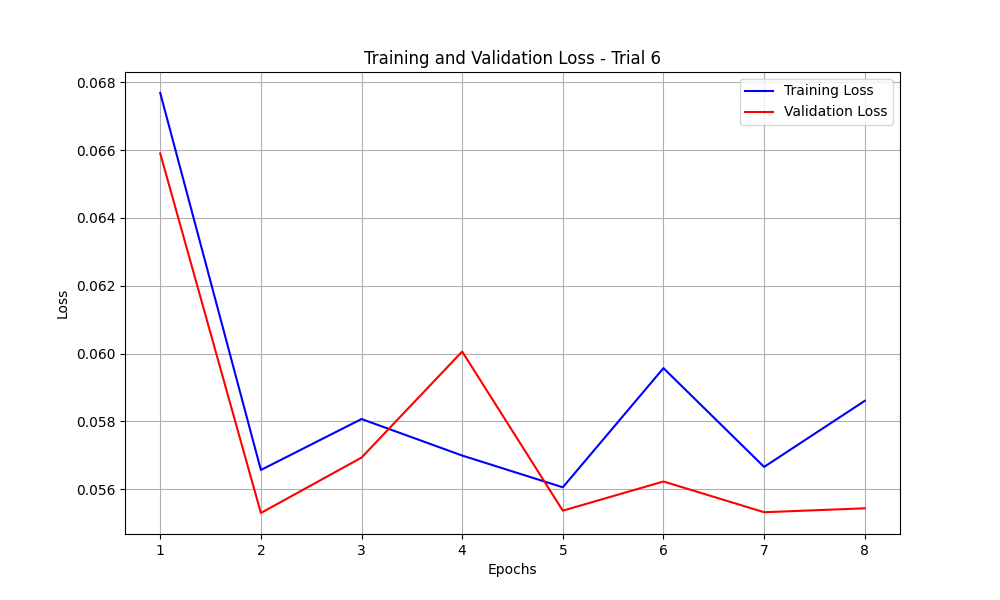 Training and Validation Loss - Trial 6
Training Loss
Validation Loss
0.068
0.066
0.064
0.062
0.060
0.058
0.056
Loss
1 2 3 4 5 6 7 8
Epochs